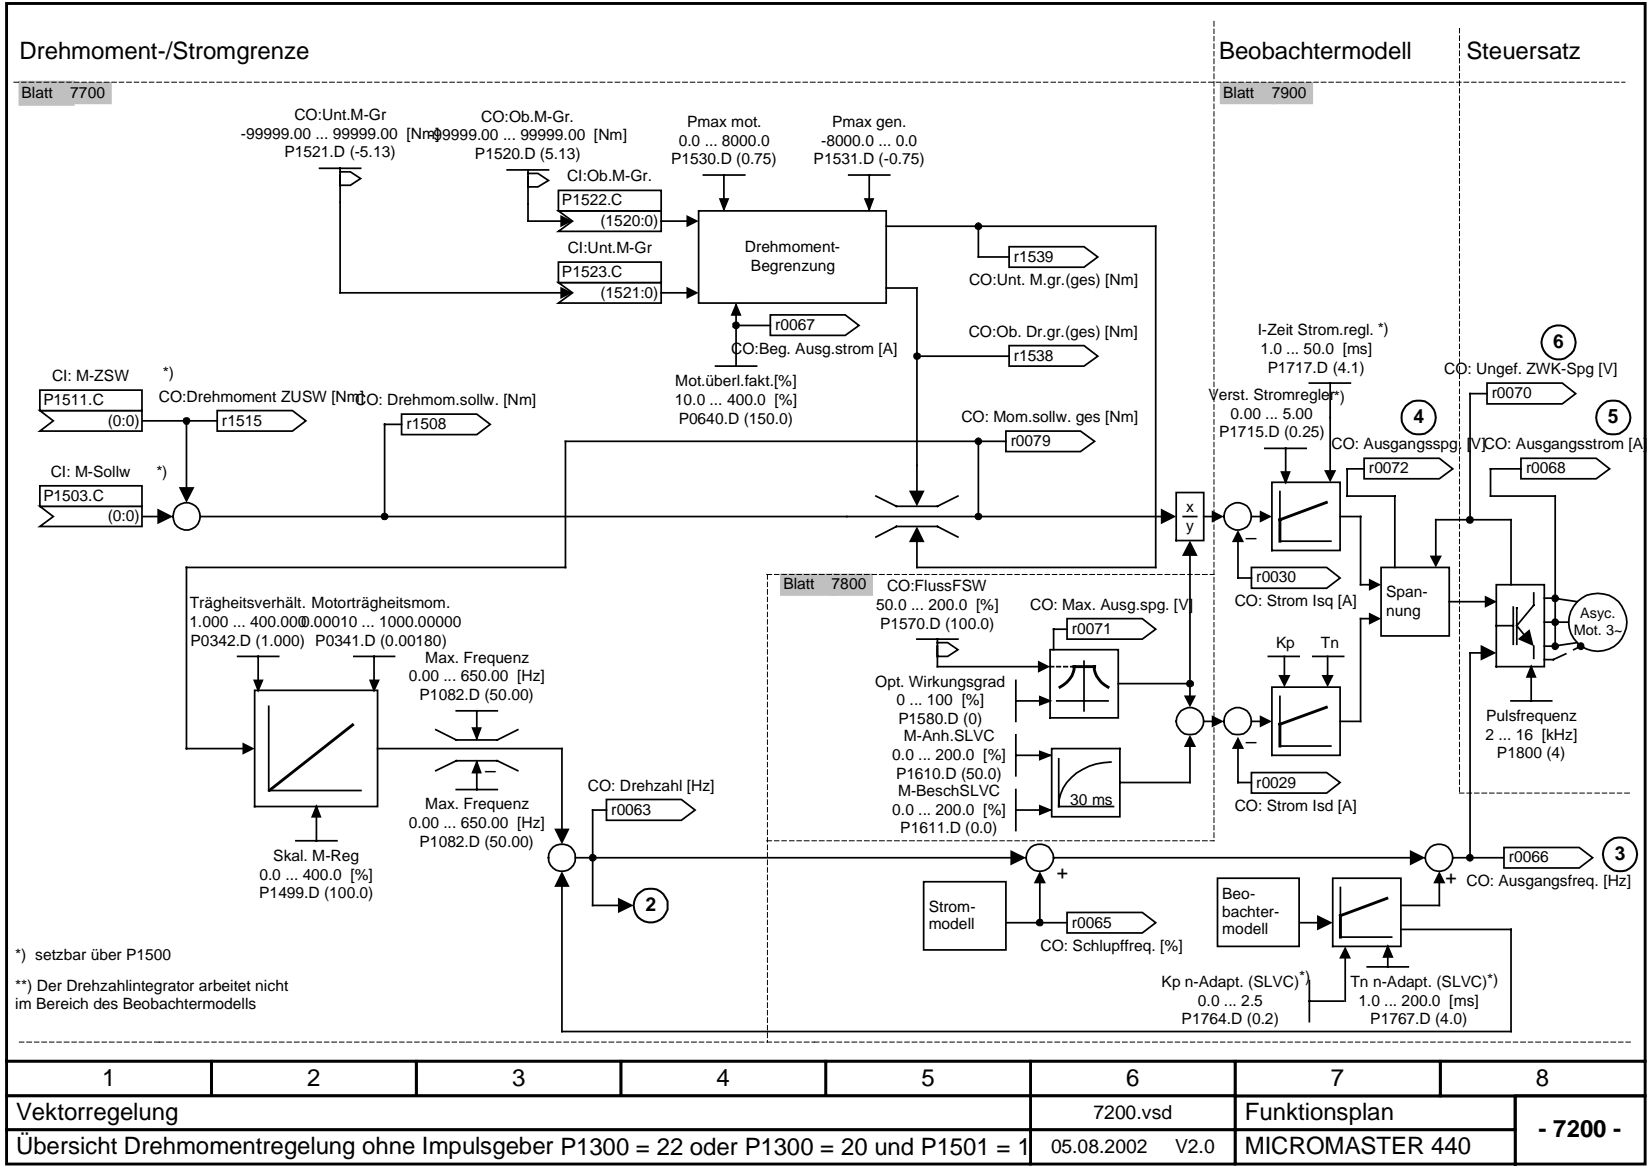 Drehmoment-/Stromgrenze
Beobachtermodell
Steuersatz
Blatt 7700
Blatt 7900
CO:Unt.M-Gr
-99999.00 ... 99999.00 [Nm]
P1521.D (-5.13)
CO:Ob.M-Gr.
-99999.00 ... 99999.00 [Nm]
P1520.D (5.13)
Pmax mot.
0.0 ... 8000.0
P1530.D (0.75)
Pmax gen.
-8000.0 ... 0.0
P1531.D (-0.75)
CI:Ob.M-Gr.
P1522.C
(1520:0)
CI:Unt.M-Gr
P1523.C
(1521:0)
Drehmoment-
Begrenzung
r1539
CO:Unt. M.gr.(ges) [Nm]
r0067
CO:Beg. Ausg.strom [A]
CO:Ob. Dr.gr.(ges) [Nm]
r1538
Mot.überl.fakt.[%]
10.0 ... 400.0 [%]
P0640.D (150.0)
CI: M-ZSW *)
P1511.C
(0:0)
CO:Drehmoment ZUSW [Nm]
r1515
CO: Drehmom.sollw. [Nm]
r1508
CO: Mom.sollw. ges [Nm]
r0079
CI: M-Sollw *)
P1503.C
(0:0)
x
y
I-Zeit Strom.regl. *)
1.0 ... 50.0 [ms]
P1717.D (4.1)
Verst. Stromregler*)
0.00 ... 5.00
P1715.D (0.25)
6
CO: Ungef. ZWK-Spg [V]
r0070
4
CO: Ausgangsspg. [V]
r0072
5
CO: Ausgangsstrom [A]
r0068
–
r0030
CO: Strom Isq [A]
Span-
nung
Asyc.
Mot. 3~
Blatt 7800
CO:FlussFSW
50.0 ... 200.0 [%]
P1570.D (100.0)
CO: Max. Ausg.spg. [V]
r0071
Opt. Wirkungsgrad
0 ... 100 [%]
P1580.D (0)
M-Anh.SLVC
0.0 ... 200.0 [%]
P1610.D (50.0)
M-BeschSLVC
0.0 ... 200.0 [%]
P1611.D (0.0)
30 ms
Kp
Tn
–
r0029
CO: Strom Isd [A]
Pulsfrequenz
2 ... 16 [kHz]
P1800 (4)
Trägheitsverhält.
1.000 ... 400.000
P0342.D (1.000)
Motorträgheitsmom.
0.00010 ... 1000.00000
P0341.D (0.00180)
Max. Frequenz
0.00 ... 650.00 [Hz]
P1082.D (50.00)
–
Max. Frequenz
0.00 ... 650.00 [Hz]
P1082.D (50.00)
Skal. M-Reg
0.0 ... 400.0 [%]
P1499.D (100.0)
CO: Drehzahl [Hz]
r0063
2
+
Strom-
modell
r0065
CO: Schlupffreq. [%]
Beo-
bachter-
modell
+
r0066
3
CO: Ausgangsfreq. [Hz]
Kp n-Adapt. (SLVC)*)
0.0 ... 2.5
P1764.D (0.2)
Tn n-Adapt. (SLVC)*)
1.0 ... 200.0 [ms]
P1767.D (4.0)
*) setzbar über P1500
**) Der Drehzahlintegrator arbeitet nicht
im Bereich des Beobachtermodells
1 2 3 4 5 6 7 8
Vektorregelung
7200.vsd
Funktionsplan
- 7200 -
Übersicht Drehmomentregelung ohne Impulsgeber P1300 = 22 oder P1300 = 20 und P1501 = 1
05.08.2002 V2.0
MICROMASTER 440